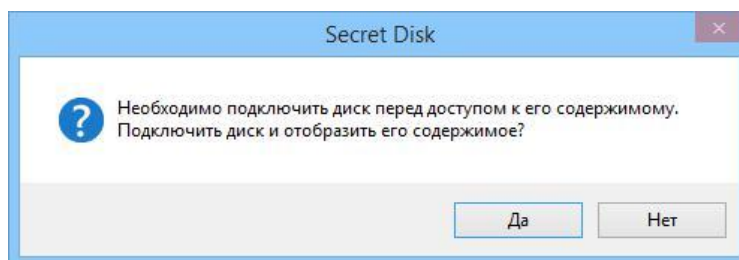 Secret Disk
Необходимо подключить диск перед доступом к его содержимому.
Подключить диск и отобразить его содержимое?
Да
Нет